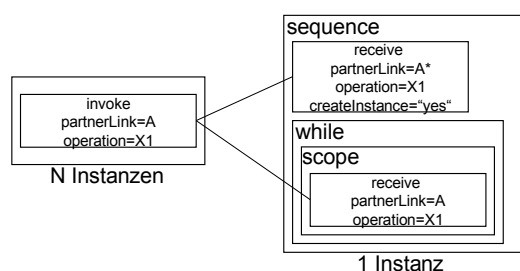 invoke
partnerLink=A
operation=X1
N Instanzen
sequence
receive
partnerLink=A*
operation=X1
createInstance=“yes“
while
scope
receive
partnerLink=A
operation=X1
1 Instanz